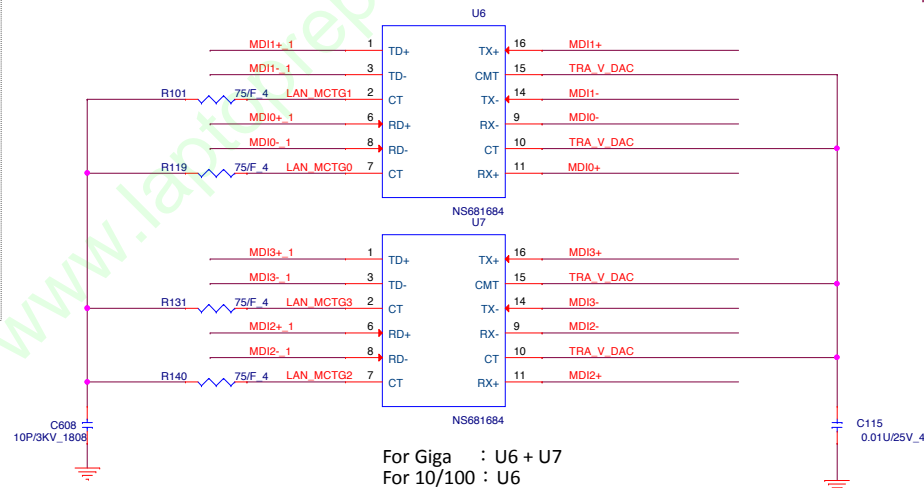 U6
MDI1+_1 1 TD+ TX+ 16 MDI1+
MDI1-_1 3 TD- CMT 15 TRA_V_DAC
R101 75/F_4 LAN_MCTG1 2 CT TX- 14 MDI1-
MDI0+_1 6 RD+ RX- 9 MDI0-
MDI0-_1 8 RD- CT 10 TRA_V_DAC
R119 75/F_4 LAN_MCTG0 7 CT RX+ 11 MDI0+
NS681684
U7
MDI3+_1 1 TD+ TX+ 16 MDI3+
MDI3-_1 3 TD- CMT 15 TRA_V_DAC
R131 75/F_4 LAN_MCTG3 2 CT TX- 14 MDI3-
MDI2+_1 6 RD+ RX- 9 MDI2-
MDI2-_1 8 RD- CT 10 TRA_V_DAC
R140 75/F_4 LAN_MCTG2 7 CT RX+ 11 MDI2+
NS681684
C608
10P/3KV_1808
C115
0.01U/25V_4
For Giga : U6 + U7
For 10/100 : U6
www.laptoprep